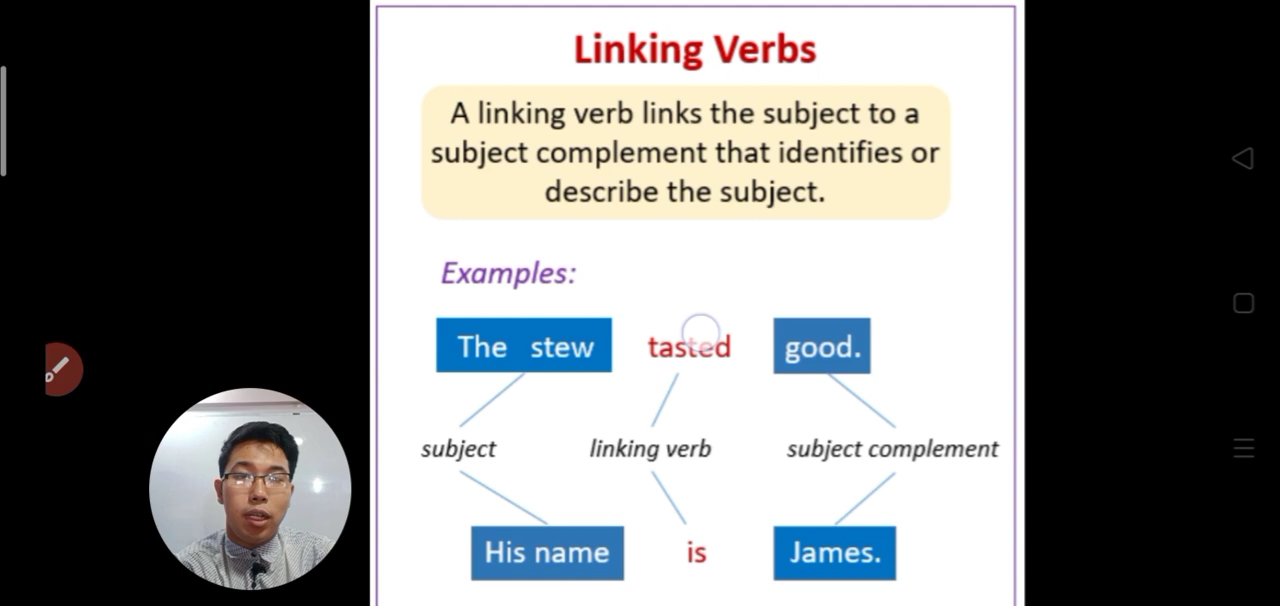 Linking Verbs
A linking verb links the subject to a
subject complement that identifies or
describe the subject.
Examples:
The stew tasted good.
subject linking verb subject complement
His name is James.